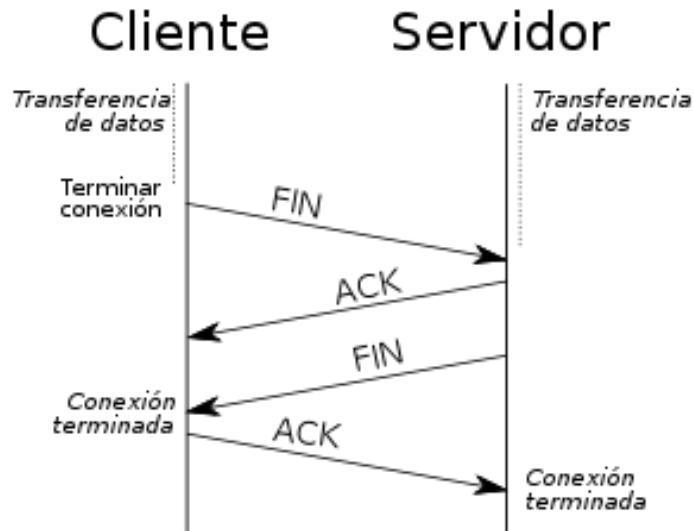 Cliente
Servidor
Transferencia
de datos
Transferencia
de datos
Terminar
conexión
FIN
ACK
FIN
Conexión
terminada
ACK
Conexión
terminada